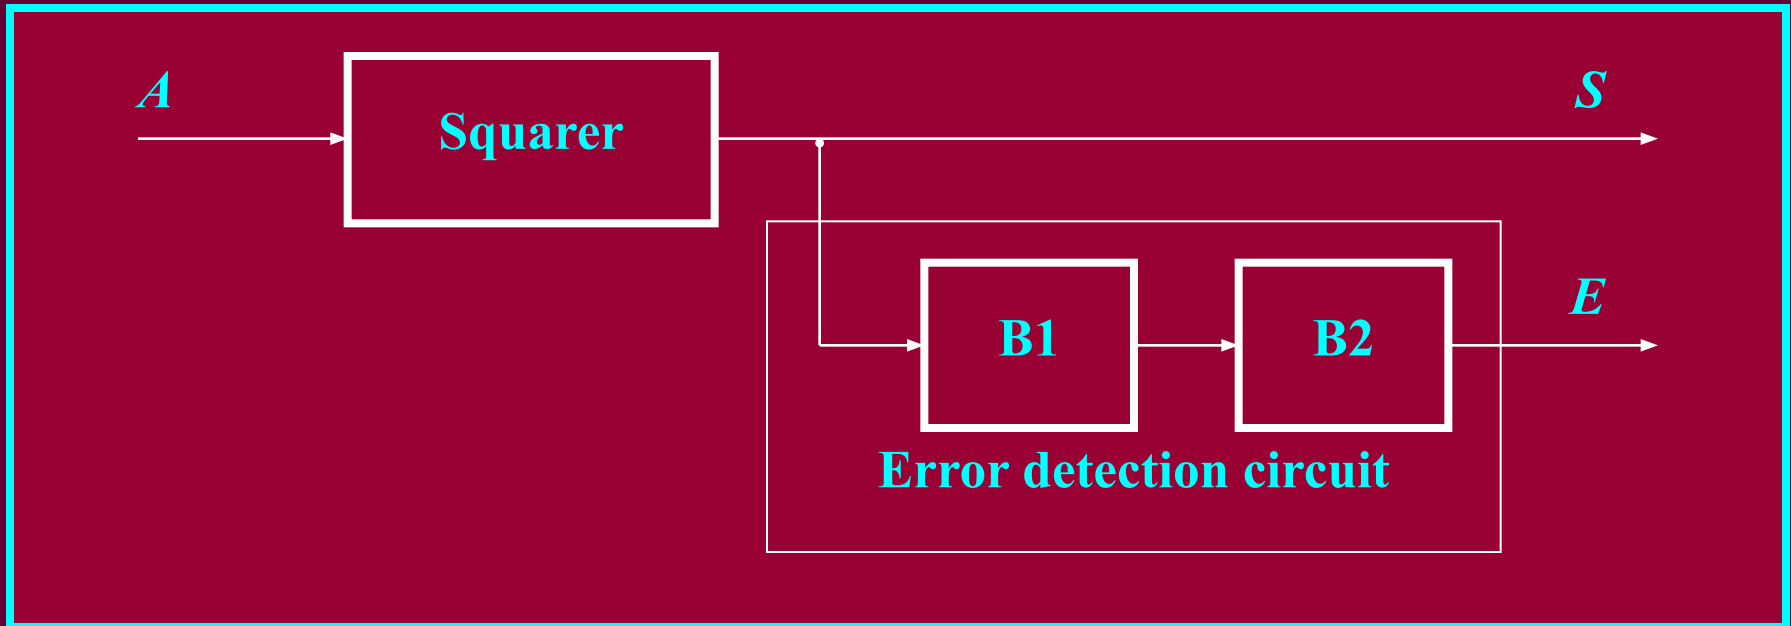 A
S
Squarer
E
B1
B2
Error detection circuit